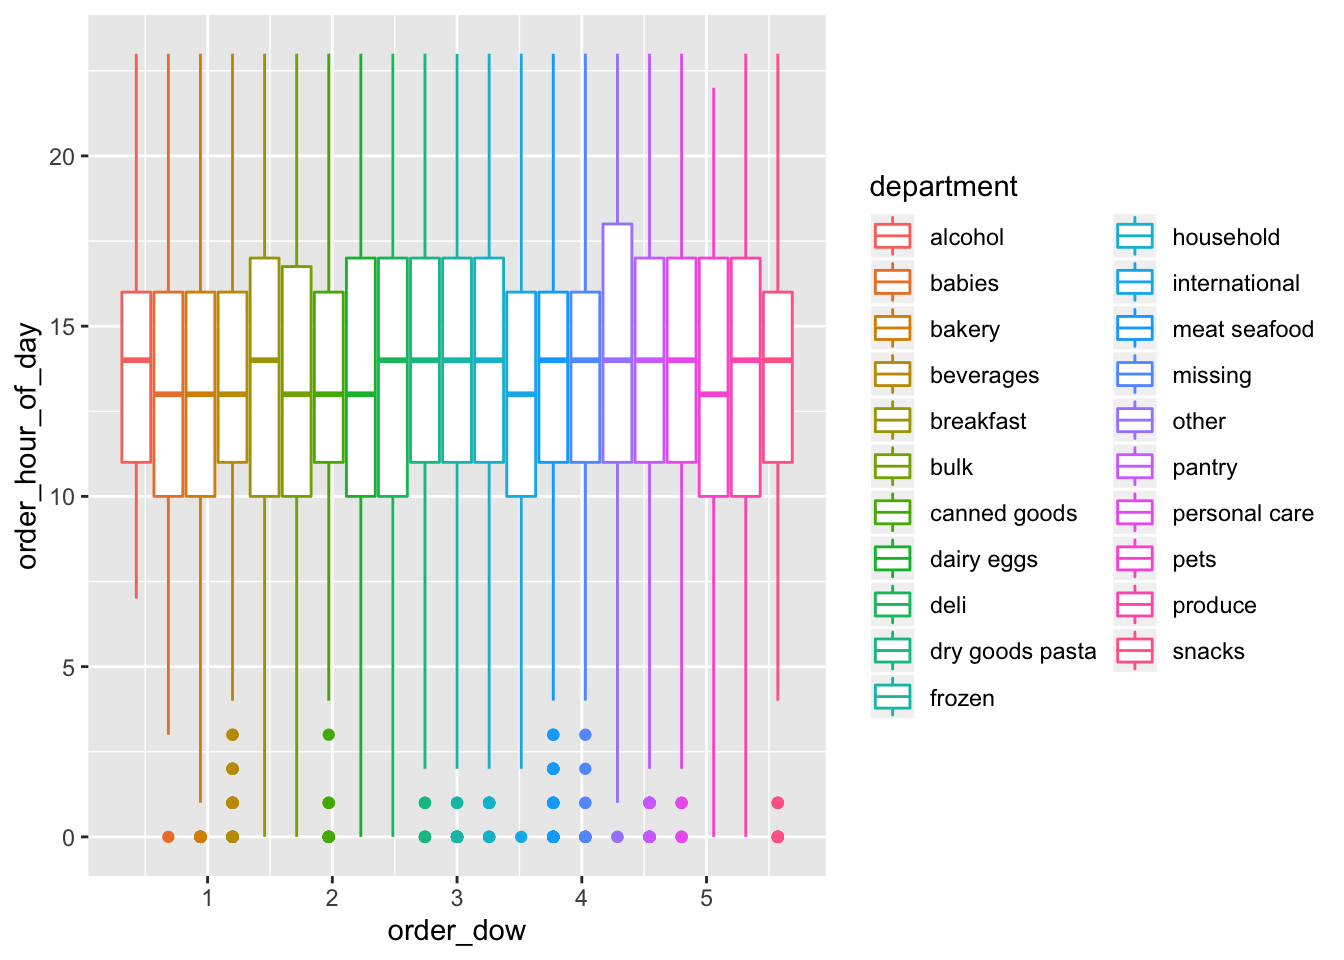 order_hour_of_day
20
15
10
5
0
1 2 3 4 5
order_dow
department
alcohol
babies
bakery
beverages
breakfast
bulk
canned goods
dairy eggs
deli
dry goods pasta
frozen
household
international
meat seafood
missing
other
pantry
personal care
pets
produce
snacks